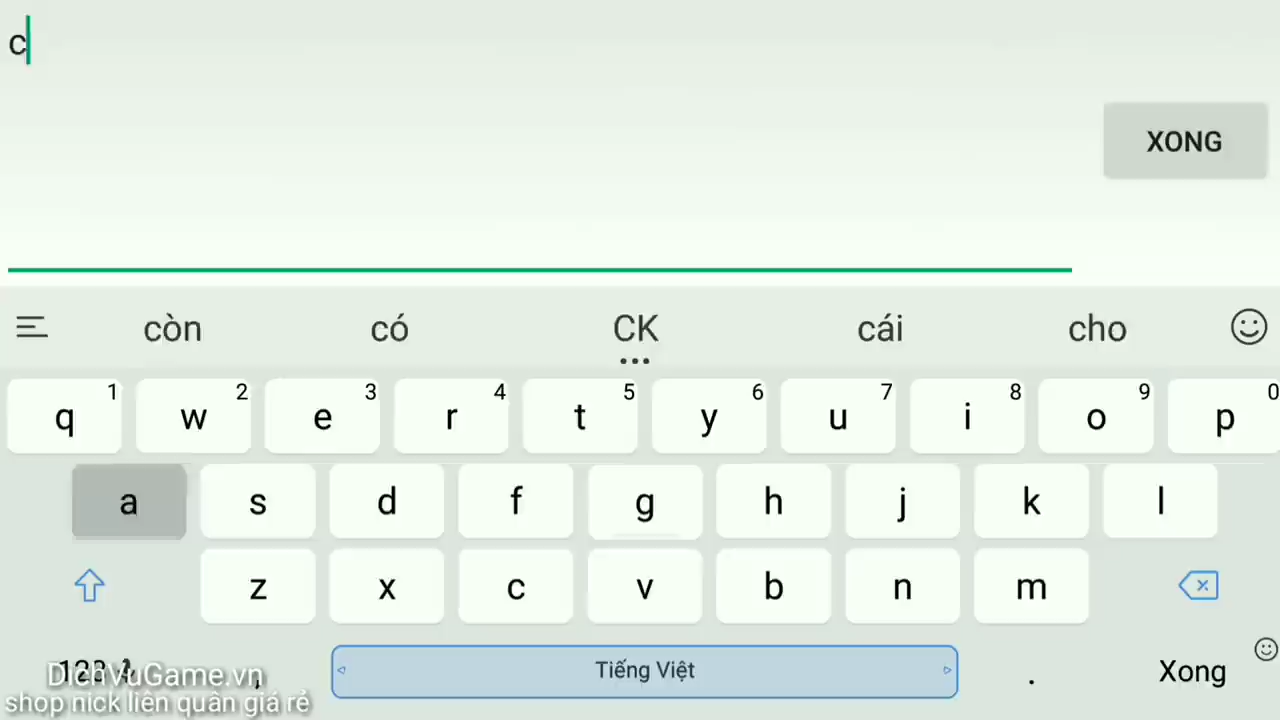 c
XONG
còn có CK cái cho
q 1 w 2 e 3 r 4 t 5 y 6 u 7 i 8 o 9 p 0
a s d f g h j k l
z x c v b n m
123 , Tiếng Việt . Xong
DichVuGame.vn
shop nick liên quân giá rẻ